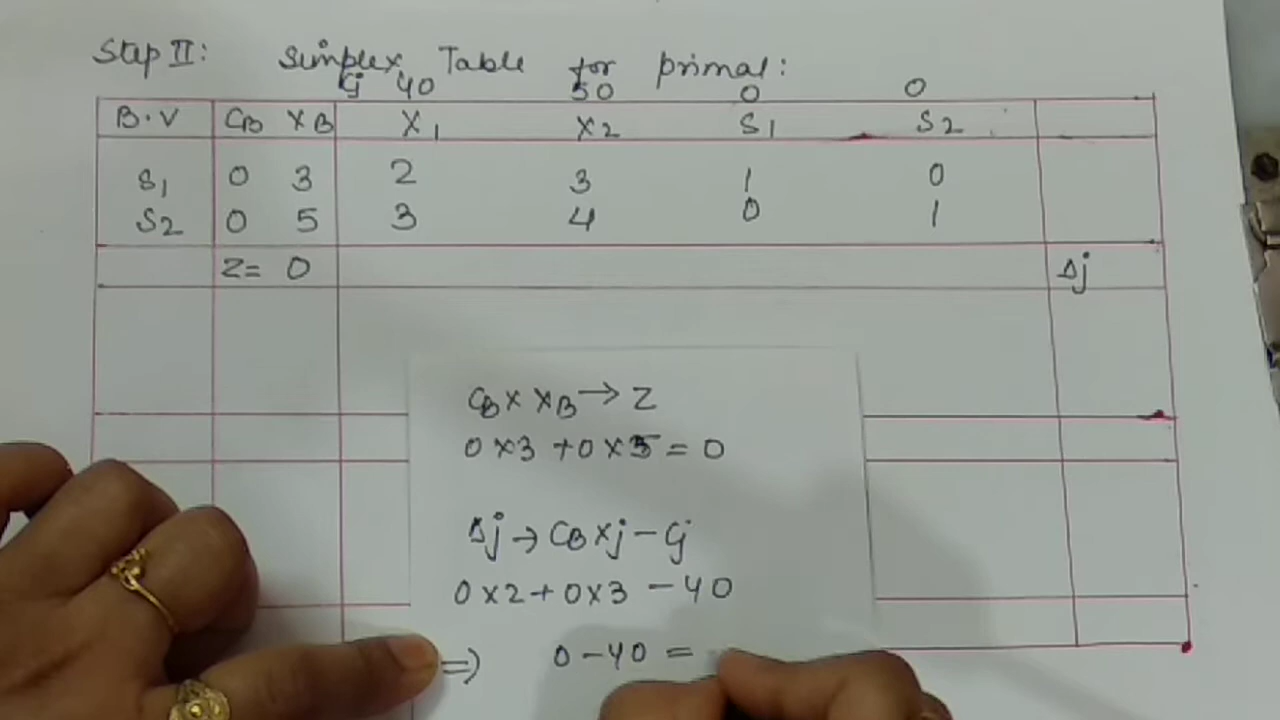 Step II: Simplex Table for primal:
Cj 40 50 0 0
B.V CB XB X1 X2 S1 S2
S1 0 3 2 3 1 0
S2 0 5 3 4 0 1
Z= 0 Δj
CB x XB → Z
0 x 3 + 0 x 5 = 0
Δj → CB Xj - Cj
0 x 2 + 0 x 3 - 40
=> 0 - 40 =